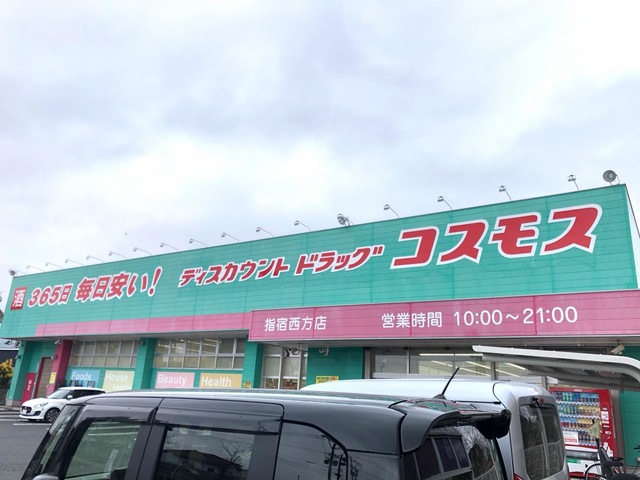 酒 365日 毎日安い! ディスカウント ドラッグ コスモス
指宿西方店 営業時間 10:00～21:00
Foods House Beauty Health